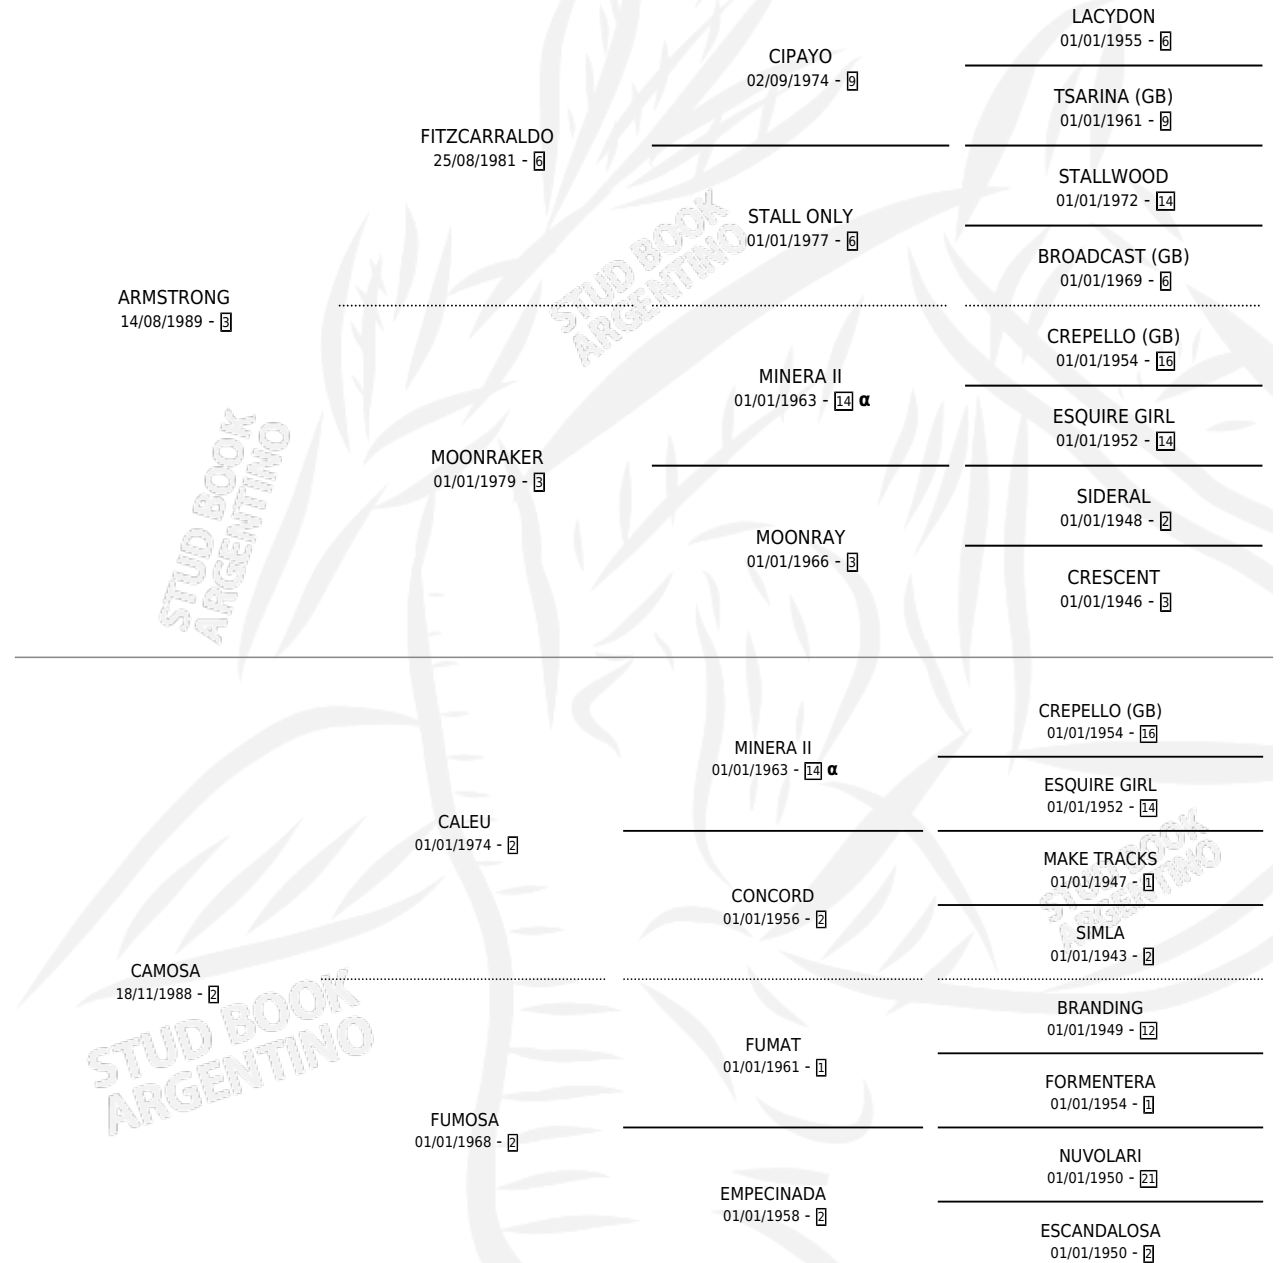 LACYDON
01/01/1955 - 6
CIPAYO
02/09/1974 - 9
TSARINA (GB)
01/01/1961 - 9
FITZCARRALDO
25/08/1981 - 6
STALLWOOD
01/01/1972 - 14
STALL ONLY
01/01/1977 - 6
BROADCAST (GB)
01/01/1969 - 6
ARMSTRONG
14/08/1989 - 3
CREPELLO (GB)
01/01/1954 - 16
MINERA II
01/01/1963 - 14 α
ESQUIRE GIRL
01/01/1952 - 14
MOONRAKER
01/01/1979 - 3
SIDERAL
01/01/1948 - 2
MOONRAY
01/01/1966 - 3
CRESCENT
01/01/1946 - 3
CREPELLO (GB)
01/01/1954 - 16
MINERA II
01/01/1963 - 14 α
ESQUIRE GIRL
01/01/1952 - 14
CALEU
01/01/1974 - 2
MAKE TRACKS
01/01/1947 - 1
CONCORD
01/01/1956 - 2
SIMLA
01/01/1943 - 2
CAMOSA
18/11/1988 - 2
BRANDING
01/01/1949 - 12
FUMAT
01/01/1961 - 1
FORMENTERA
01/01/1954 - 1
FUMOSA
01/01/1968 - 2
NUVOLARI
01/01/1950 - 21
EMPECINADA
01/01/1958 - 2
ESCANDALOSA
01/01/1950 - 2
STUD BOOK
ARGENTINO
STUD BOOK
ARGENTINO
STUD BOOK
ARGENTINO
STUD BOOK
ARGENTINO